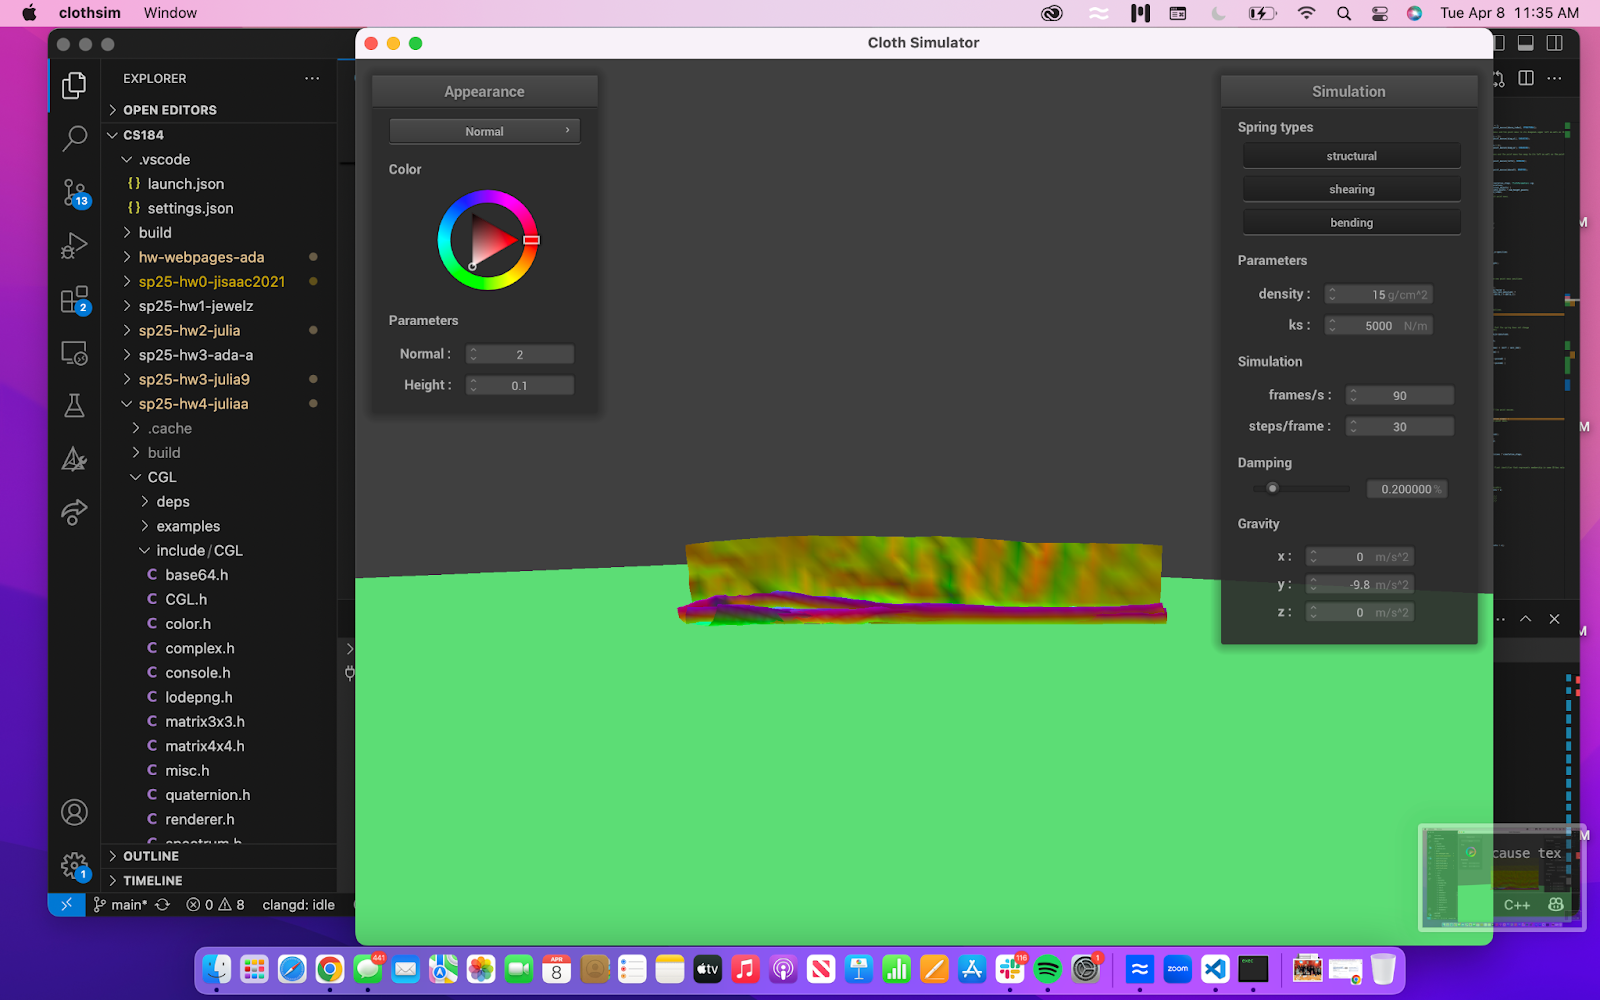 clothsim Window Tue Apr 8 11:35 AM
Cloth Simulator
EXPLORER
OPEN EDITORS
CS184
.vscode
{} launch.json
{} settings.json
build
hw-webpages-ada
sp25-hw0-jisaac2021
sp25-hw1-jewelz
sp25-hw2-julia
sp25-hw3-ada-a
sp25-hw3-julia9
sp25-hw4-juliaa
.cache
build
CGL
deps
examples
include/CGL
C base64.h
C CGL.h
C color.h
C complex.h
C console.h
C lodepng.h
C matrix3x3.h
C matrix4x4.h
C misc.h
C quaternion.h
C renderer.h
OUTLINE
TIMELINE
13
2
1
main* 0 8 clangd: idle
Appearance
Normal
Color
Parameters
Normal : 2
Height : 0.1
Simulation
Spring types
structural
shearing
bending
Parameters
density : 15 g/cm^2
ks : 5000 N/m
Simulation
frames/s : 90
steps/frame : 30
Damping
0.200000 %
Gravity
x : 0 m/s^2
y : -9.8 m/s^2
z : 0 m/s^2
M
M
M
M
cause tex
C++
441
APR
8
tv
116
1
zoom
exec